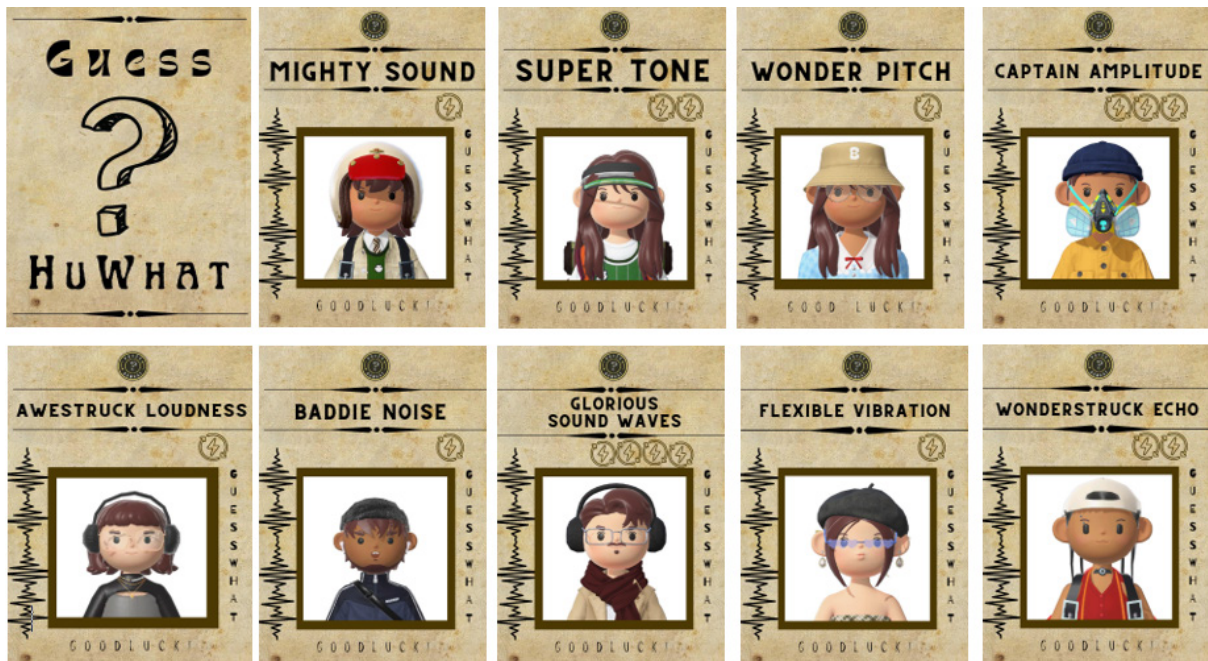 GUESS
?
HUWHAT
MIGHTY SOUND
GUESSWHAT
GOODLUCK!
SUPER TONE
GUESSWHAT
GOODLUCK!
WONDER PITCH
GUESSWHAT
GOOD LUCK!
CAPTAIN AMPLITUDE
GUESSWHAT
GOODLUCK!
AWESTRUCK LOUDNESS
GUESSWHAT
GOODLUCK!
BADDIE NOISE
GUESSWHAT
GOODLUCK!
GLORIOUS
SOUND WAVES
GUESSWHAT
GOODLUCK!
FLEXIBLE VIBRATION
GUESSWHAT
GOODLUCK!
WONDERSTRUCK ECHO
GUESSWHAT
GOODLUCK!